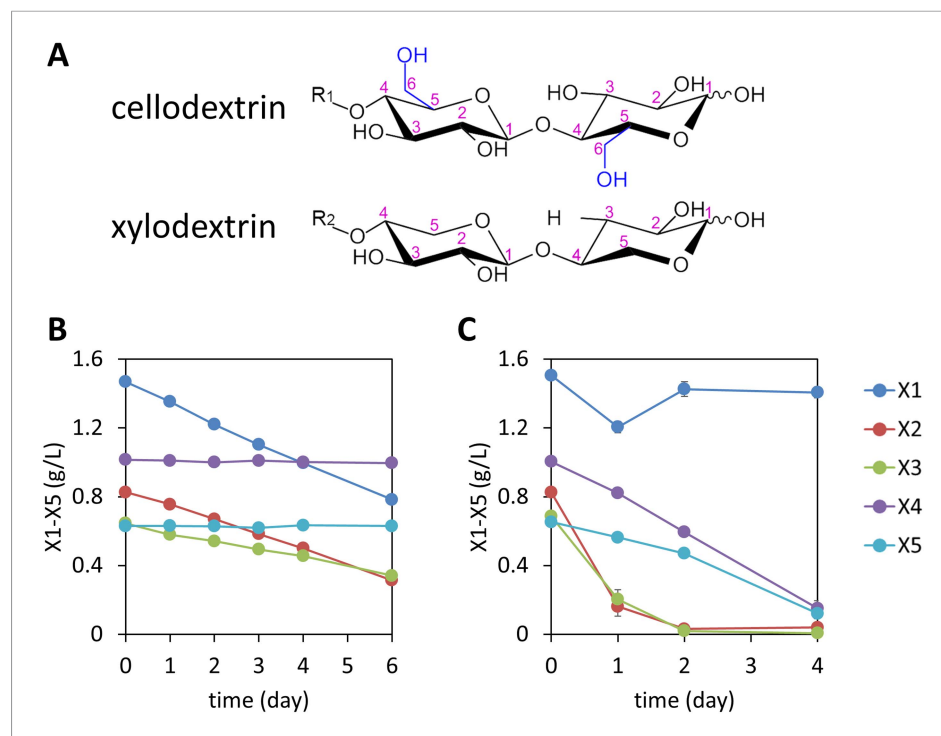 A
cellodextrin
OH
6
R1
O
4
5
O
HO
3
2
OH
1
O
HO
3
2
OH
1
OH
4
5
O
6
OH
xylodextrin
R2
O
4
5
O
HO
3
2
OH
1
O
H
3
2
OH
1
OH
4
5
O
B
1.6
1.2
0.8
0.4
0
X1-X5 (g/L)
0 1 2 3 4 5 6
time (day)
C
1.6
1.2
0.8
0.4
0
X1-X5 (g/L)
0 1 2 3 4
time (day)
X1
X2
X3
X4
X5